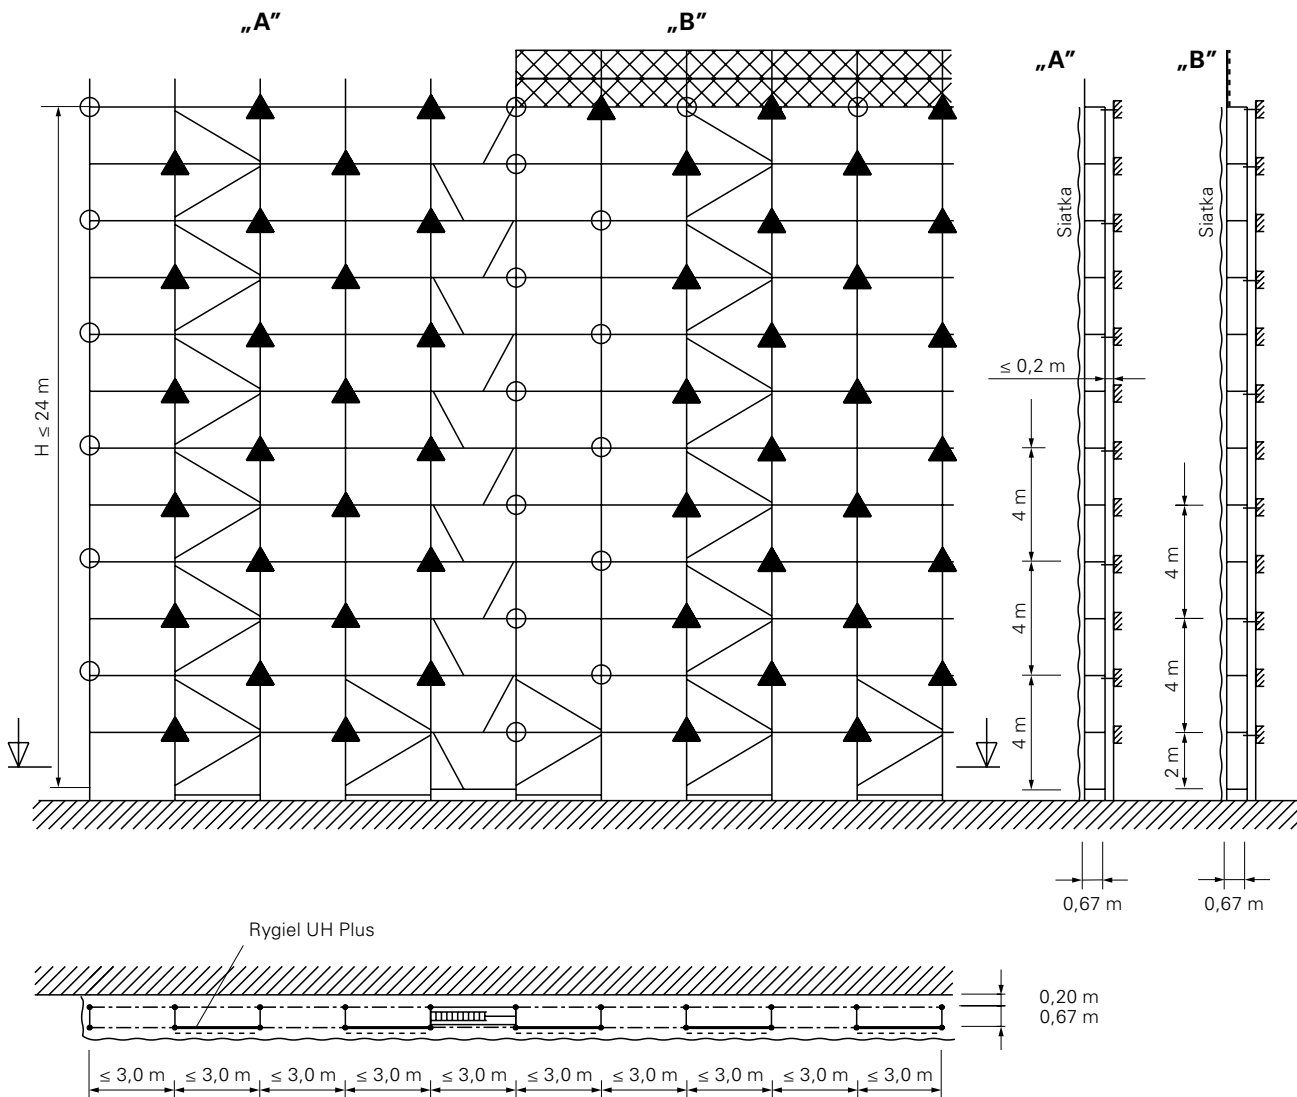 „A”
„B”
„A”
„B”
Siatka
Siatka
≤ 0,2 m
H ≤ 24 m
4 m
4 m
4 m
4 m
4 m
2 m
0,67 m
0,67 m
Rygiel UH Plus
0,20 m
0,67 m
≤ 3,0 m ≤ 3,0 m ≤ 3,0 m ≤ 3,0 m ≤ 3,0 m ≤ 3,0 m ≤ 3,0 m ≤ 3,0 m ≤ 3,0 m ≤ 3,0 m